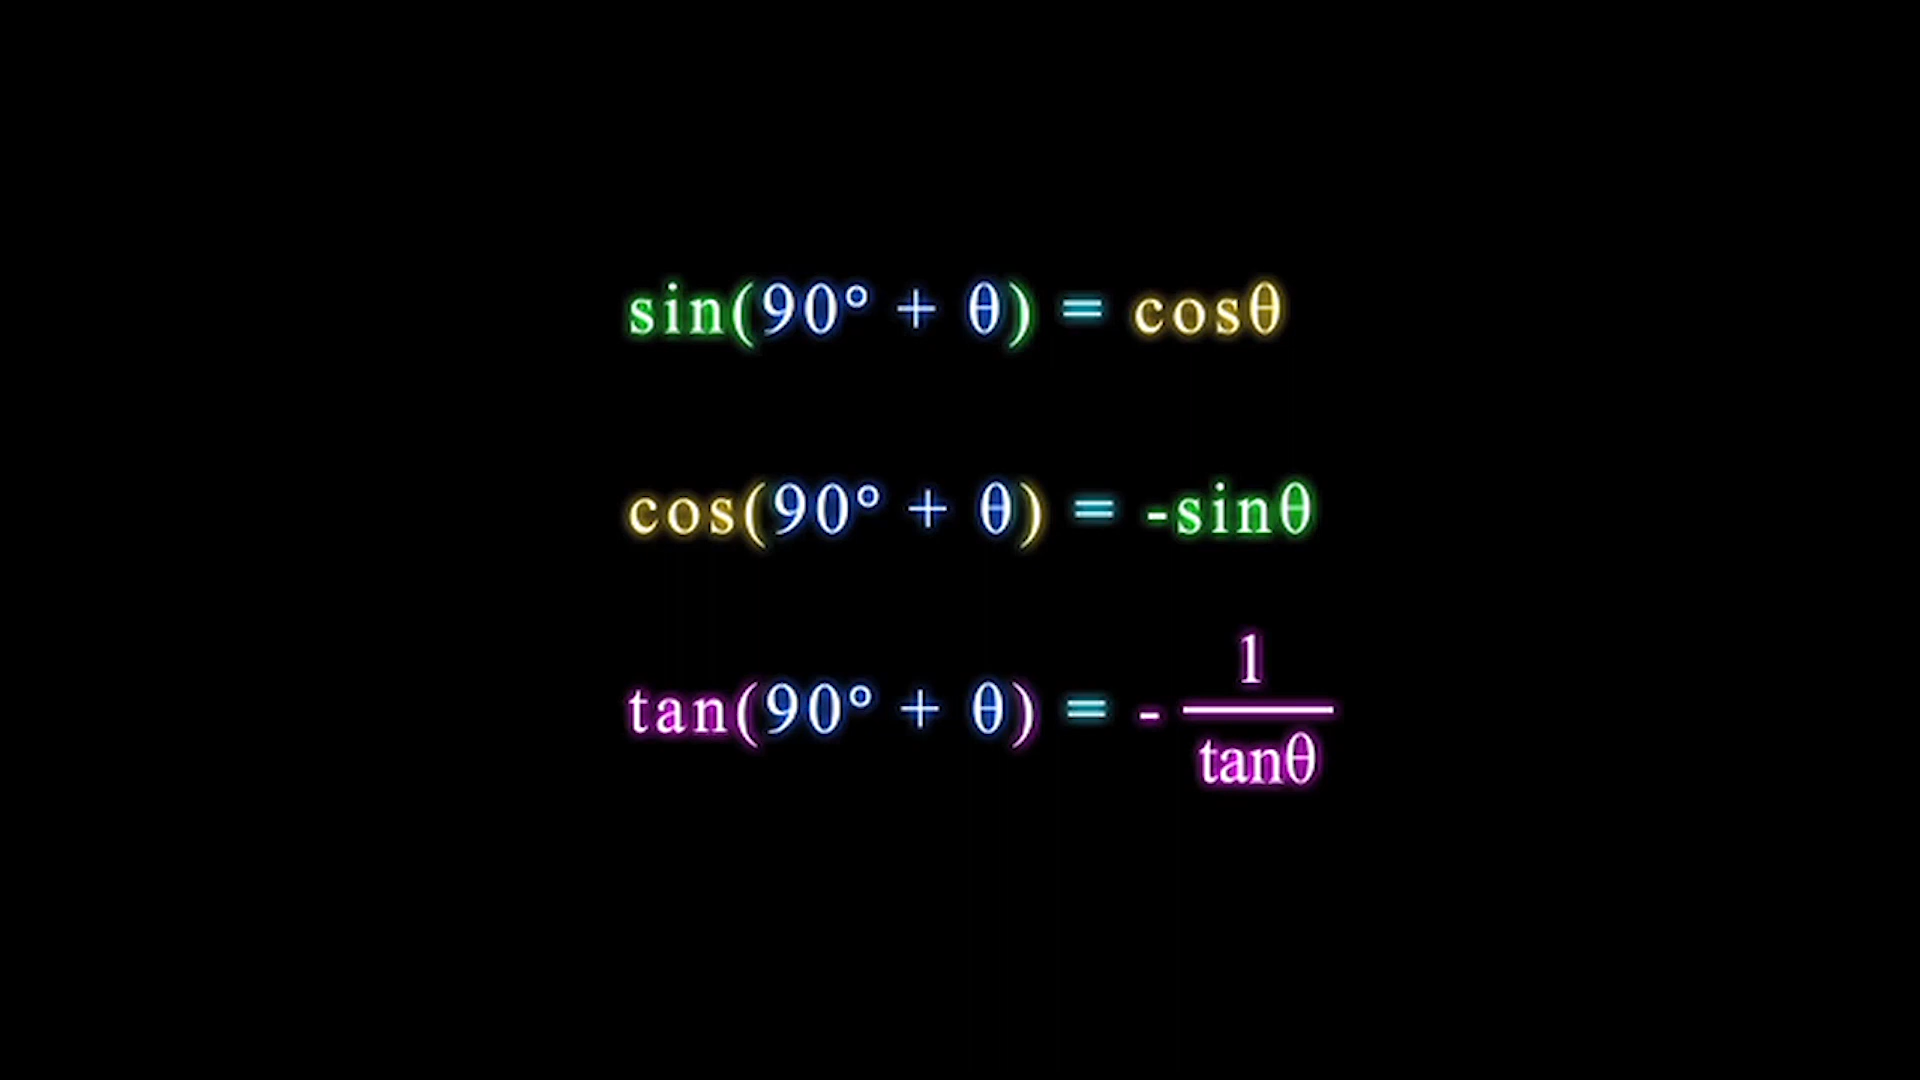 sin(90° + θ) = cosθ
cos(90° + θ) = -sinθ
tan(90° + θ) = - 1/tanθ